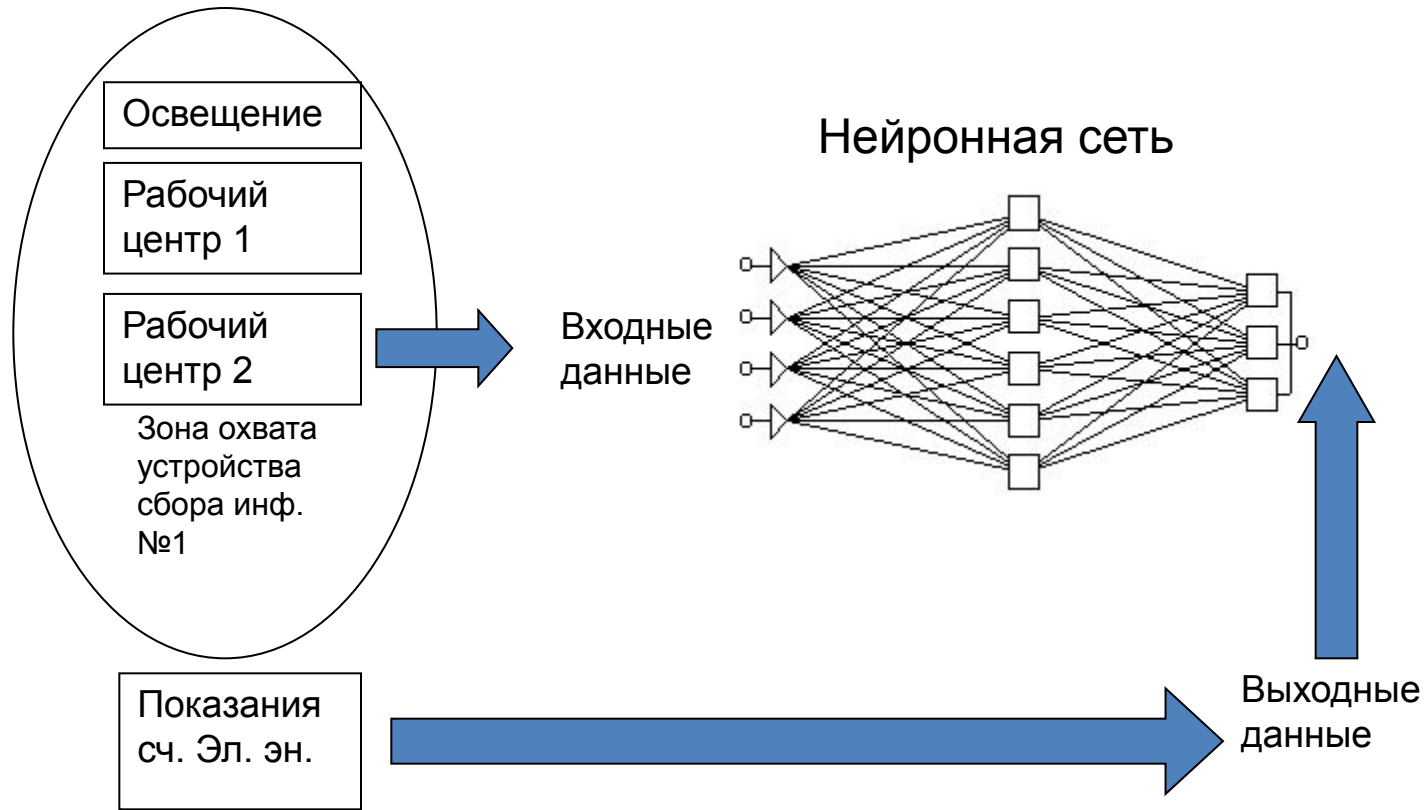 Освещение
Рабочий
центр 1
Рабочий
центр 2
Зона охвата
устройства
сбора инф.
№1
Показания
сч. Эл. эн.
Входные
данные
Нейронная сеть
Выходные
данные